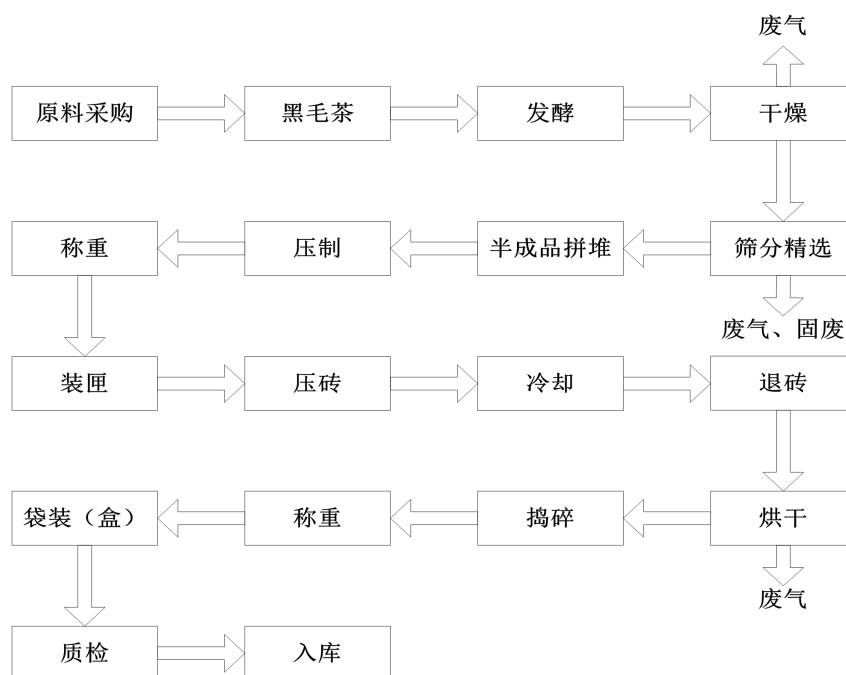 废气
原料采购 黑毛茶 发酵 干燥
称重 压制 半成品拼堆 筛分精选
废气、固废
装匣 压砖 冷却 退砖
袋装（盒） 称重 捣碎 烘干
废气
质检 入库